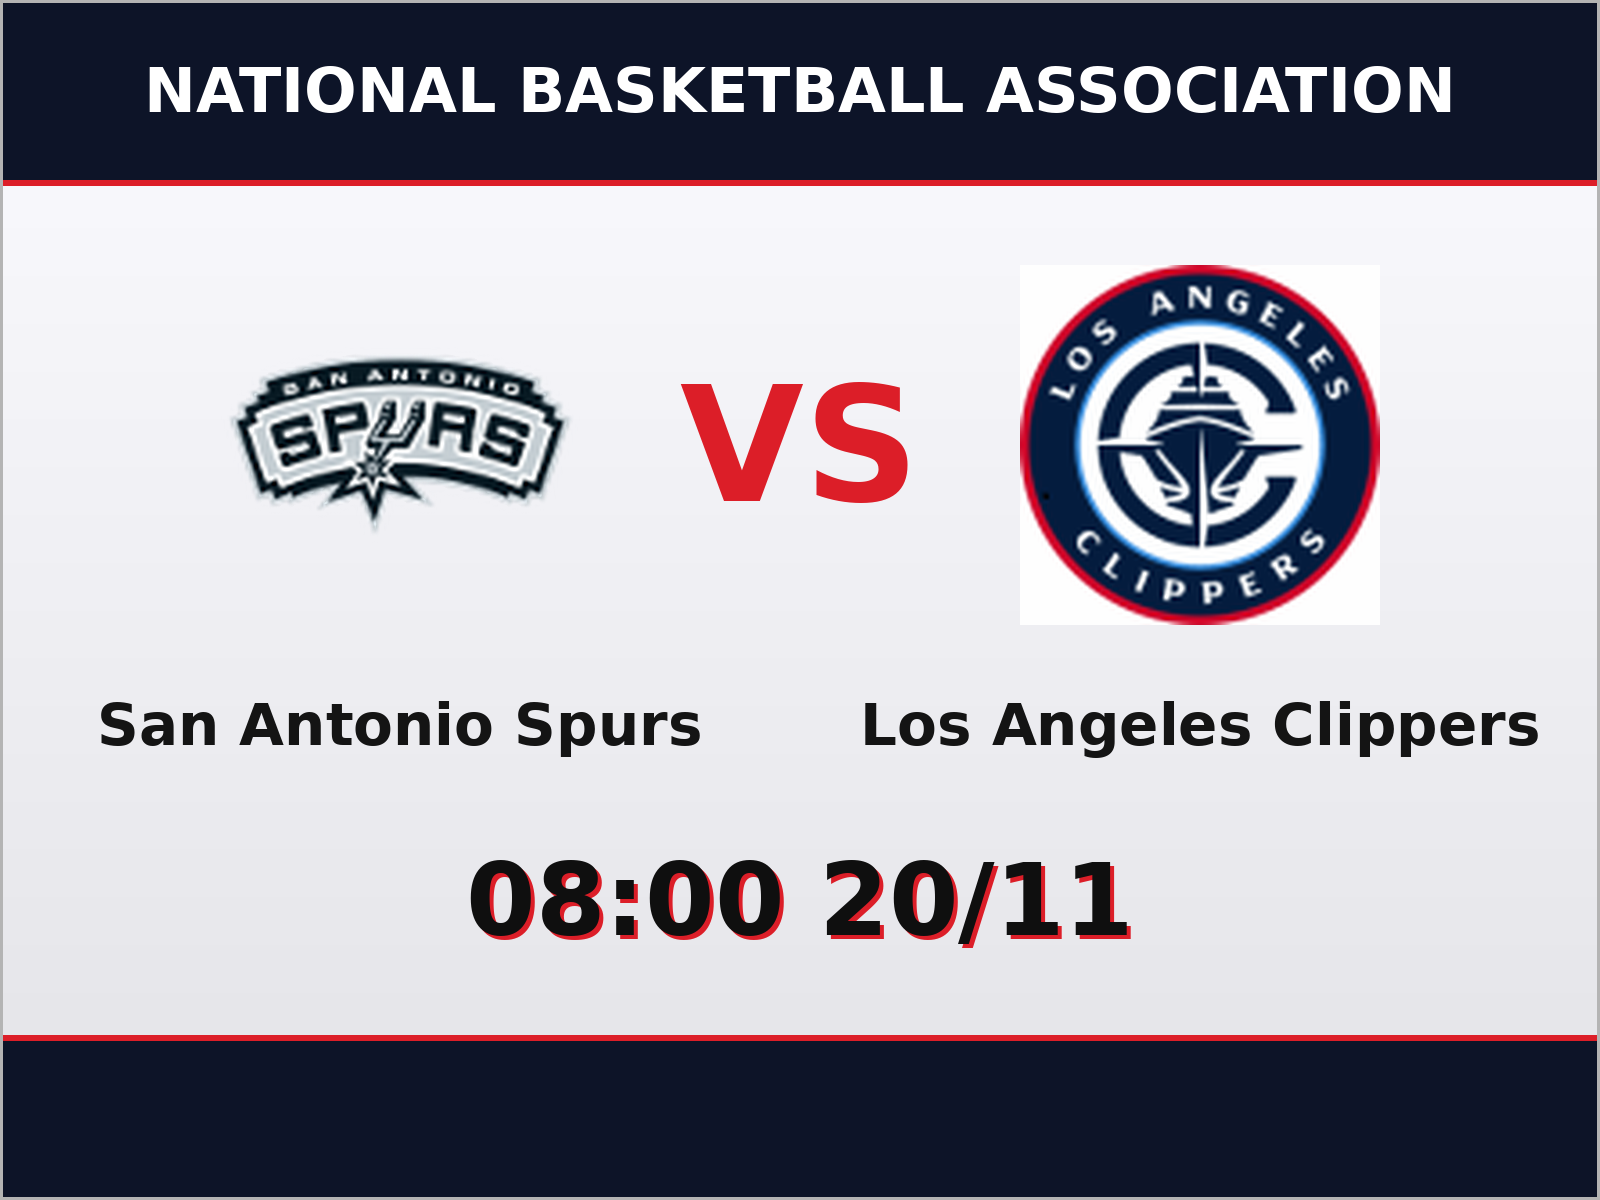 NATIONAL BASKETBALL ASSOCIATION
SAN ANTONIO
SPURS
VS
LOS ANGELES
CLIPPERS
San Antonio Spurs
Los Angeles Clippers
08:00 20/11